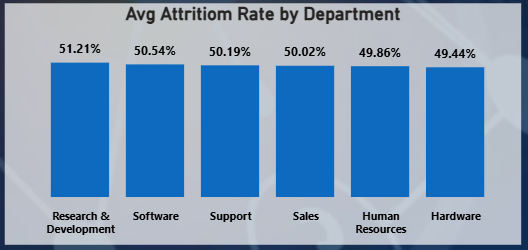 Avg Attritiom Rate by Department
51.21% 50.54% 50.19% 50.02% 49.86% 49.44%
Research & Software Support Sales Human Hardware
Development Resources